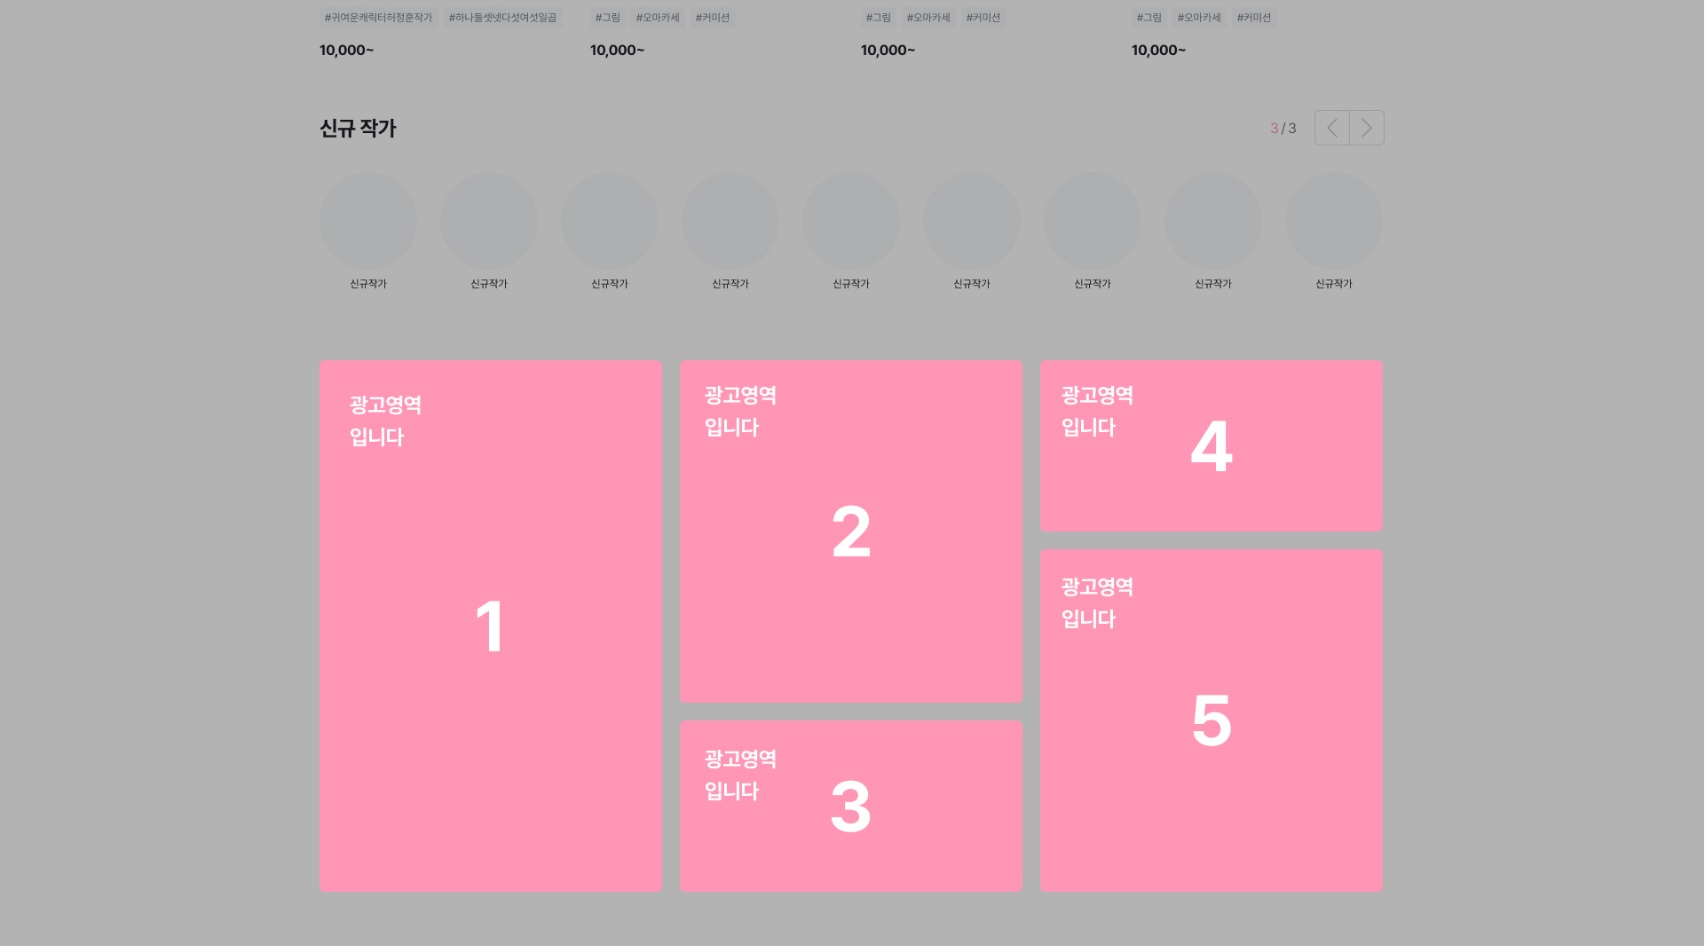 #귀여운캐릭터허정훈작가 #하나둘셋넷다섯여섯일곱 #그림 #오마카세 #커미션 #그림 #오마카세 #커미션 #그림 #오마카세 #커미션
10,000~ 10,000~ 10,000~ 10,000~
신규 작가 3 / 3
신규작가 신규작가 신규작가 신규작가 신규작가 신규작가 신규작가 신규작가 신규작가
광고영역
입니다
1
광고영역
입니다
2
광고영역
입니다
3
광고영역
입니다
4
광고영역
입니다
5